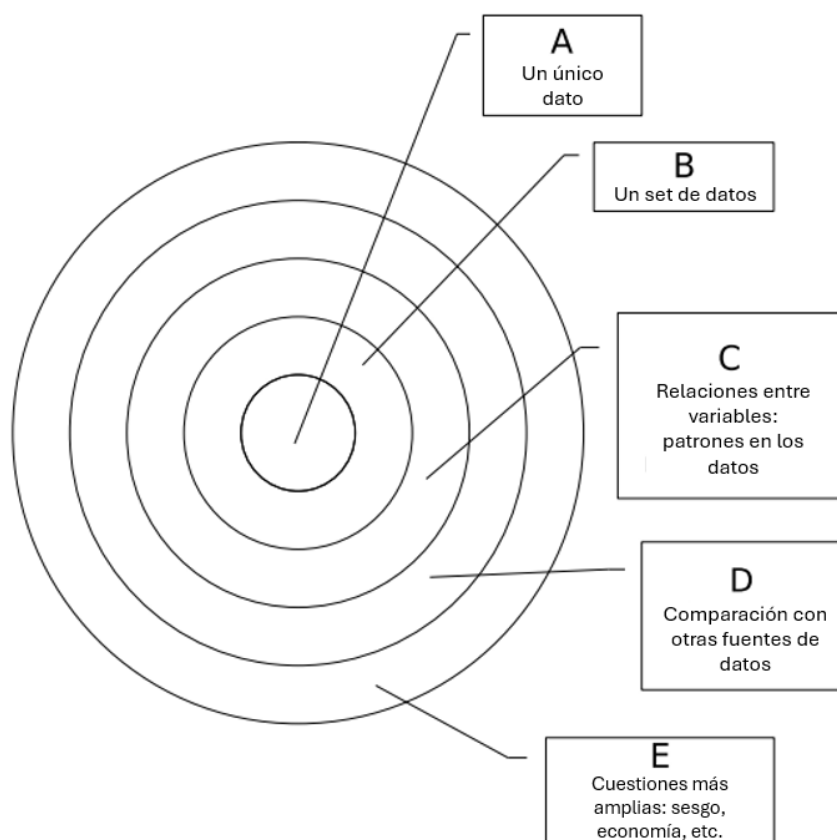 A
Un único
dato
B
Un set de datos
C
Relaciones entre
variables:
patrones en los
datos
D
Comparación con
otras fuentes de
datos
E
Cuestiones más
amplias: sesgo,
economía, etc.